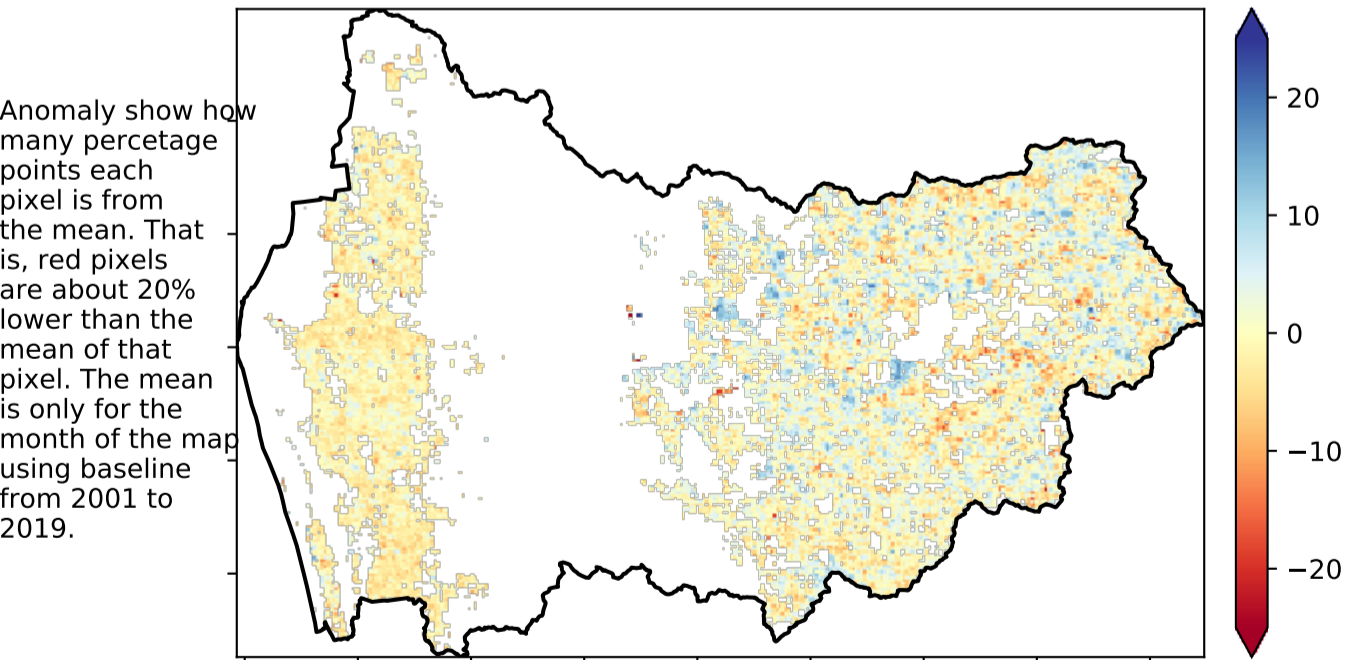 Anomaly show how
many percetage
points each
pixel is from
the mean. That
is, red pixels
are about 20%
lower than the
mean of that
pixel. The mean
is only for the
month of the map
using baseline
from 2001 to
2019.
20
10
0
−10
−20